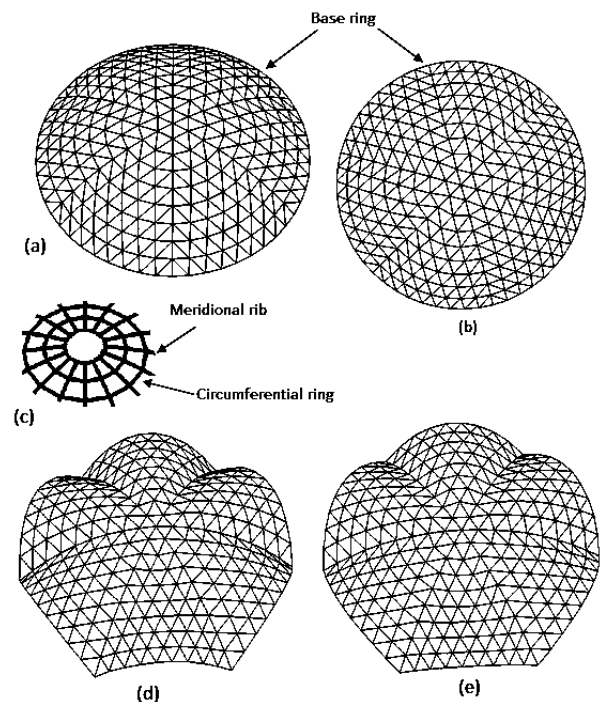 Base ring
(a)
(b)
Meridional rib
Circumferential ring
(c)
(d)
(e)